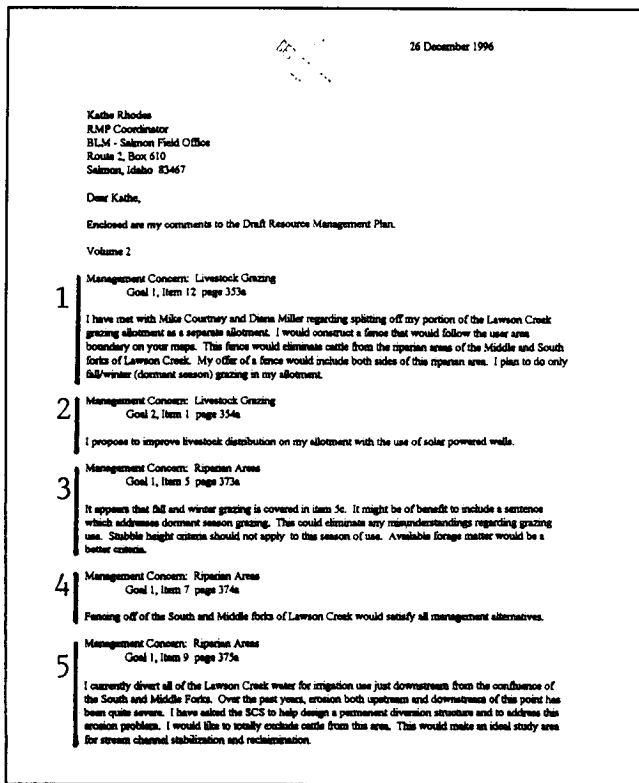 26 December 1996
Kathe Rhodes
RMP Coordinator
BLM - Salmon Field Office
Route 2, Box 610
Salmon, Idaho 83467
Dear Kathe,
Enclosed are my comments to the Draft Resource Management Plan.
Volume 2
1
Management Concern: Livestock Grazing
Goal 1, Item 12 page 353a
I have met with Mike Courtney and Diana Miller regarding splitting off my portion of the Lawson Creek
grazing allotment as a separate allotment. I would construct a fence that would follow the user area
boundary on your maps. This fence would eliminate cattle from the riparian areas of the Middle and South
forks of Lawson Creek. My offer of a fence would include both sides of this riparian area. I plan to do only
fall/winter (dormant season) grazing in my allotment.
2
Management Concern: Livestock Grazing
Goal 2, Item 1 page 354a
I propose to improve livestock distribution on my allotment with the use of solar powered wells.
3
Management Concern: Riparian Areas
Goal 1, Item 5 page 373a
It appears that fall and winter grazing is covered in item 5c. It might be of benefit to include a sentence
which addresses dormant season grazing. This could eliminate any misunderstandings regarding grazing
use. Stubble height criteria should not apply to this season of use. Available forage matter would be a
better criteria.
4
Management Concern: Riparian Areas
Goal 1, Item 7 page 374a
Fencing off of the South and Middle forks of Lawson Creek would satisfy all management alternatives.
5
Management Concern: Riparian Areas
Goal 1, Item 9 page 375a
I currently divert all of the Lawson Creek water for irrigation use just downstream from the confluence of
the South and Middle Forks. Over the past years, erosion both upstream and downstream of this point has
been quite severe. I have asked the SCS to help design a permanent diversion structure and to address this
erosion problem. I would like to totally exclude cattle from this area. This would make an ideal study area
for stream channel stabilization and reclaimination.